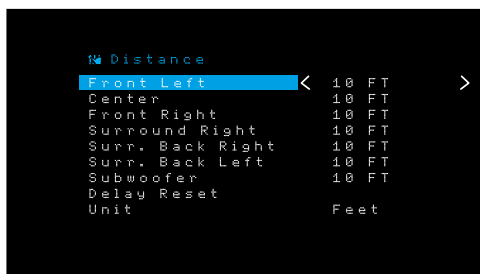 Distance
Front Left < 10 FT >
Center 10 FT
Front Right 10 FT
Surround Right 10 FT
Surr. Back Right 10 FT
Surr. Back Left 10 FT
Subwoofer 10 FT
Delay Reset
Unit Feet